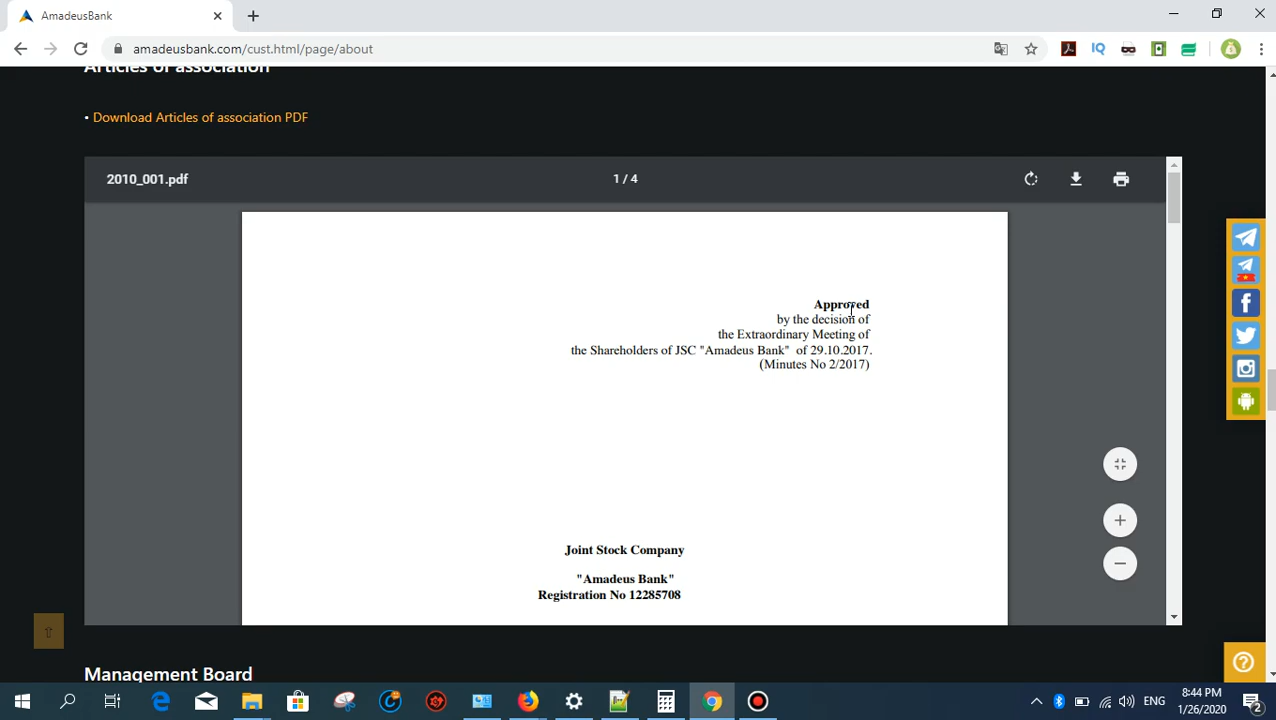 AmadeusBank
amadeusbank.com/cust.html/page/about
IQ
Articles of association
• Download Articles of association PDF
2010_001.pdf
1 / 4
Approved
by the decision of
the Extraordinary Meeting of
the Shareholders of JSC "Amadeus Bank" of 29.10.2017.
(Minutes No 2/2017)
Joint Stock Company
"Amadeus Bank"
Registration No 12285708
Management Board
ENG
8:44 PM
1/26/2020
2